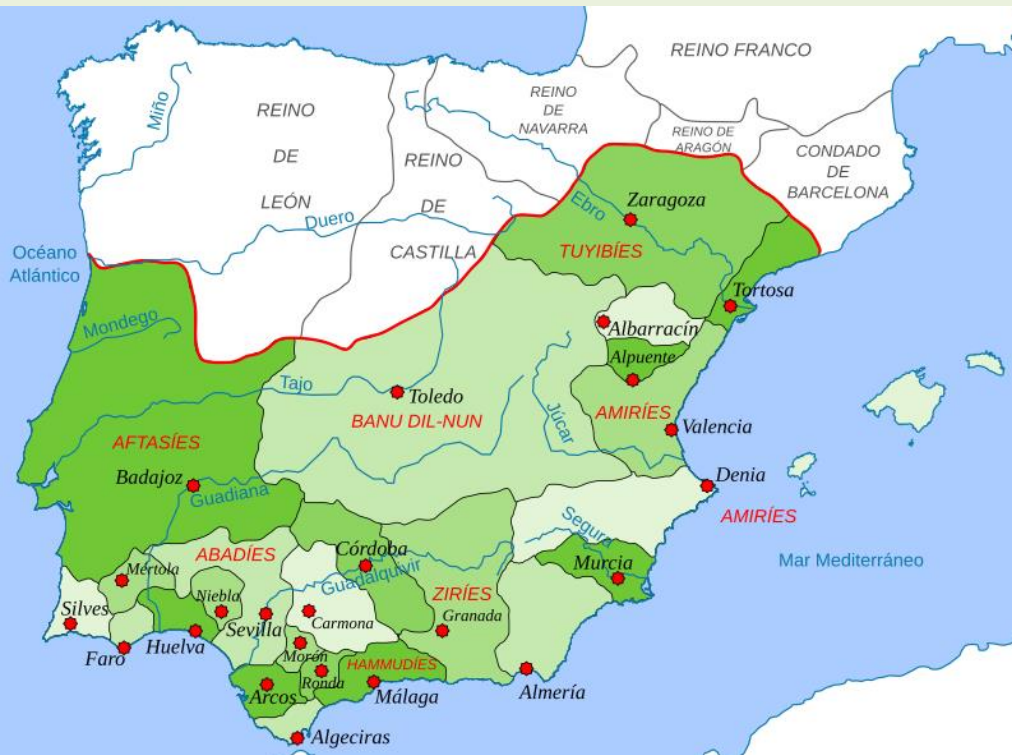 REINO FRANCO
REINO
DE
NAVARRA
REINO
DE
LEÓN
Miño
REINO DE
ARAGÓN
CONDADO
DE
BARCELONA
REINO
DE
CASTILLA
Duero
Ebro
Zaragoza
TUYIBÍES
Océano
Atlántico
Tortosa
Mondego
Albarracín
Alpuente
Tajo
Toledo
BANU DIL-NUN
Júcar
AMIRÍES
Valencia
AFTASÍES
Badajoz
Guadiana
Denia
AMIRÍES
Segura
Mar Mediterráneo
ABADÍES
Córdoba
Guadalquivir
Murcia
Mértola
Niebla
ZIRÍES
Silves
Carmona
Granada
Sevilla
Faro
Huelva
Morón
HAMMUDÍES
Ronda
Arcos
Málaga
Almería
Algeciras